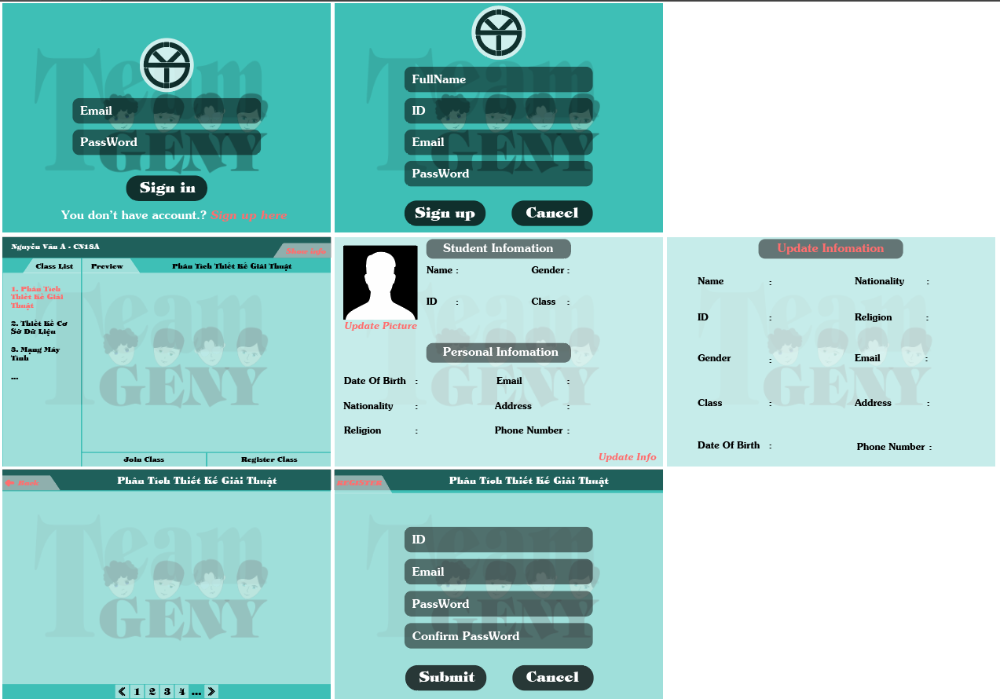 Team
GENY
Email
PassWord
Sign in
You don't have account.? Sign up here
Team
GENY
FullName
ID
Email
PassWord
Sign up
Cancel
Nguyễn Văn A - CN18A
Show info
Class List
Preview
Phân Tích Thiết Kế Giải Thuật
1. Phân Tích
Thiết Kế Giải
Thuật
2. Thiết Kế Cơ
Sở Dữ Liệu
3. Mạng Máy
Tính
...
Team
GENY
Join Class
Register Class
Student Infomation
Name :
Gender :
ID :
Class :
Update Picture
Personal Infomation
Date Of Birth :
Email :
Nationality :
Address :
Religion :
Phone Number :
Update Info
Team
GENY
Update Infomation
Name :
Nationality :
ID :
Religion :
Gender :
Email :
Class :
Address :
Date Of Birth :
Phone Number :
Team
GENY
Go Back
Phân Tích Thiết Kế Giải Thuật
Team
GENY
« 1 2 3 4 ... »
REGISTER
Phân Tích Thiết Kế Giải Thuật
Team
GENY
ID
Email
PassWord
Confirm PassWord
Submit
Cancel